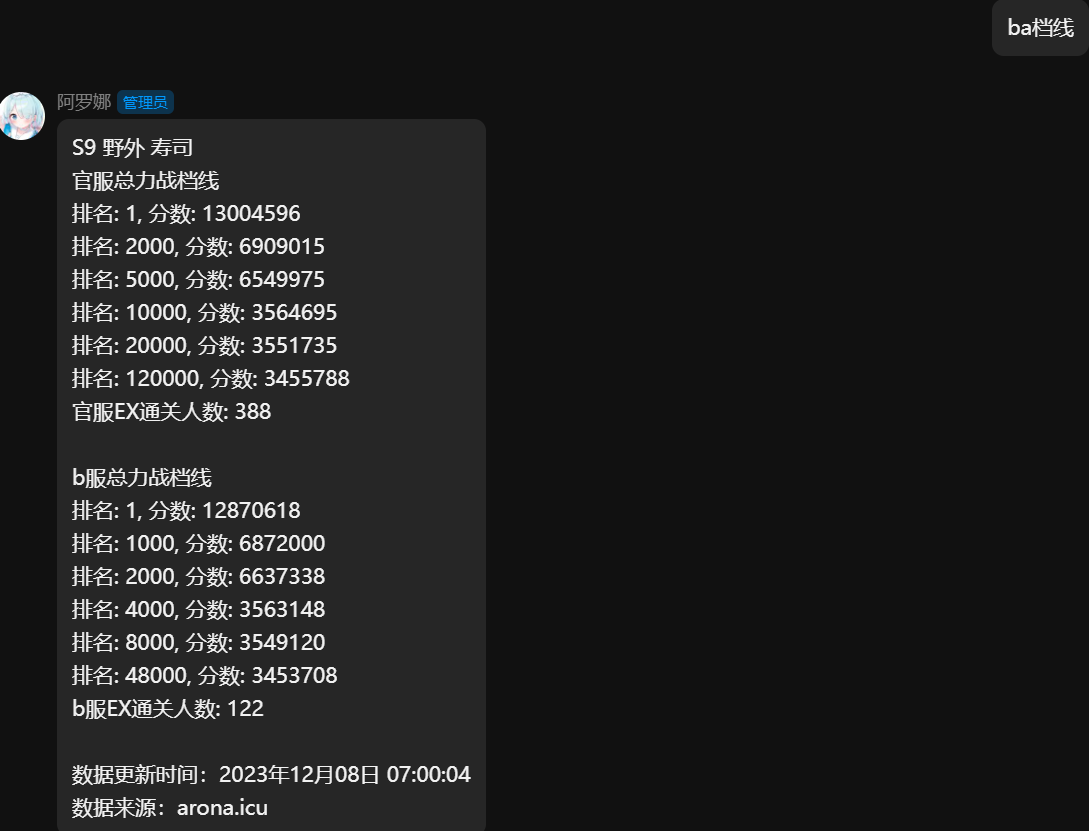 ba档线
阿罗娜 管理员
S9 野外 寿司
官服总力战档线
排名: 1, 分数: 13004596
排名: 2000, 分数: 6909015
排名: 5000, 分数: 6549975
排名: 10000, 分数: 3564695
排名: 20000, 分数: 3551735
排名: 120000, 分数: 3455788
官服EX通关人数: 388
b服总力战档线
排名: 1, 分数: 12870618
排名: 1000, 分数: 6872000
排名: 2000, 分数: 6637338
排名: 4000, 分数: 3563148
排名: 8000, 分数: 3549120
排名: 48000, 分数: 3453708
b服EX通关人数: 122
数据更新时间：2023年12月08日 07:00:04
数据来源：arona.icu